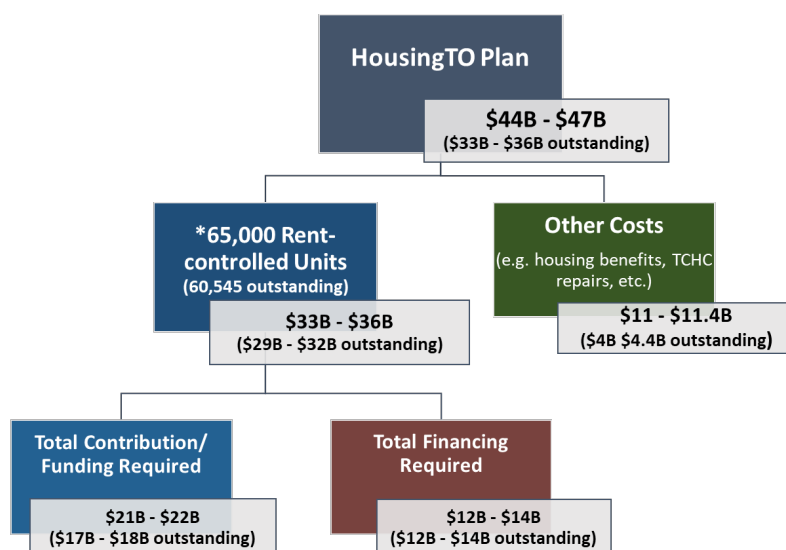 HousingTO Plan
$44B - $47B
($33B - $36B outstanding)
*65,000 Rent-
controlled Units
(60,545 outstanding)
$33B - $36B
($29B - $32B outstanding)
Other Costs
(e.g. housing benefits, TCHC
repairs, etc.)
$11 - $11.4B
($4B $4.4B outstanding)
Total Contribution/
Funding Required
$21B - $22B
($17B - $18B outstanding)
Total Financing
Required
$12B - $14B
($12B - $14B outstanding)